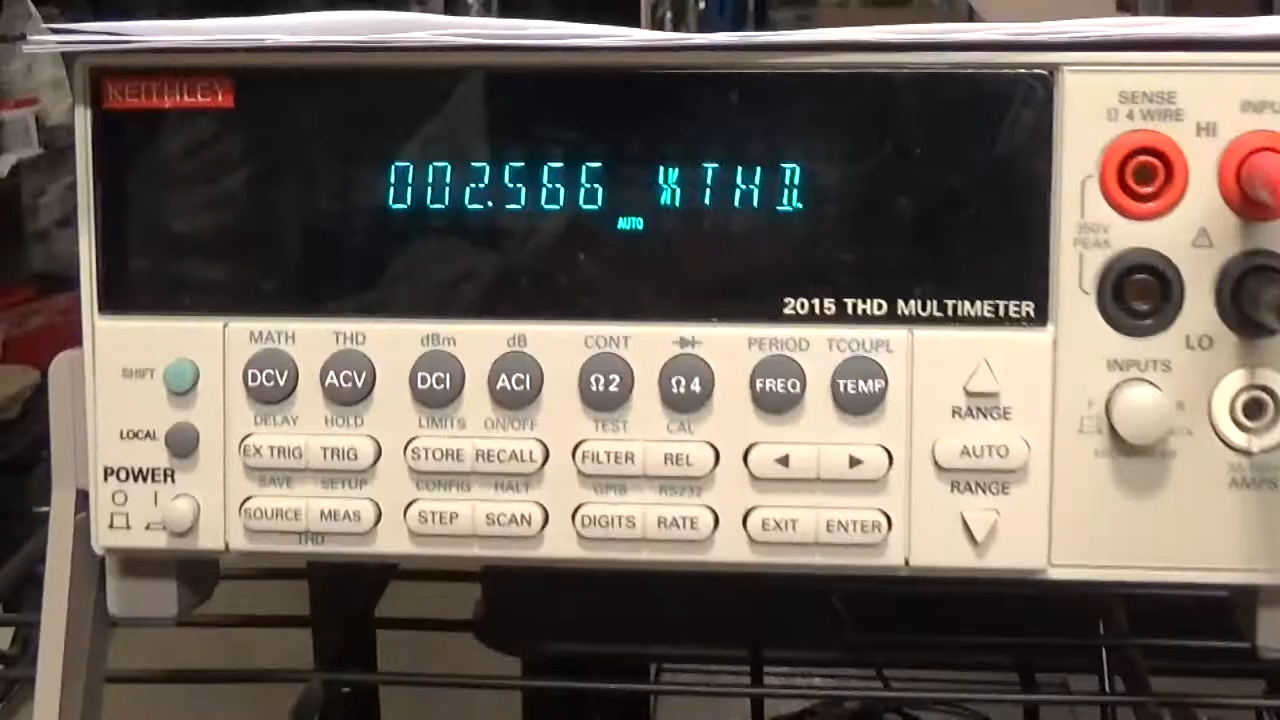 KEITHLEY
002.566 %THD
AUTO
2015 THD MULTIMETER
SENSE
Ω 4 WIRE
HI
350V
PEAK
LO
INPUTS
AMPS
MATH THD dBm dB CONT PERIOD TCOUPL
SHIFT DCV ACV DCI ACI Ω2 Ω4 FREQ TEMP
RANGE
DELAY HOLD LIMITS ON/OFF TEST CAL
LOCAL EX TRIG TRIG STORE RECALL FILTER REL ◀ ▶ AUTO
POWER
SAVE SETUP CONFIG HALT GPIB RS232
RANGE
O I SOURCE MEAS STEP SCAN DIGITS RATE EXIT ENTER
THD